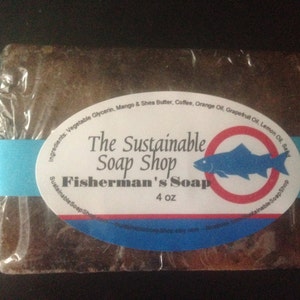 Ingredients: Vegetable Glycerin, Mango & Shea Butter, Coffee, Orange Oil, Grapefruit Oil, Lemon Oil,
The Sustainable
Soap Shop
Fisherman's Soap
4 oz